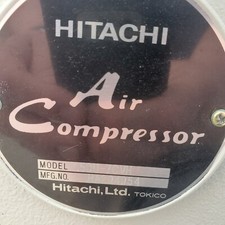 HITACHI
Air
Compressor
MODEL
MFG.NO.
Hitachi, Ltd. TOKICO